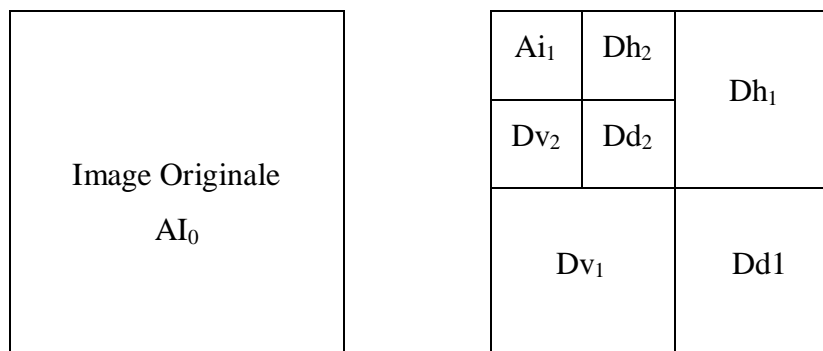 Image Originale
AI₀
Ai₁
Dh₂
Dh₁
Dv₂
Dd₂
Dv₁
Dd1